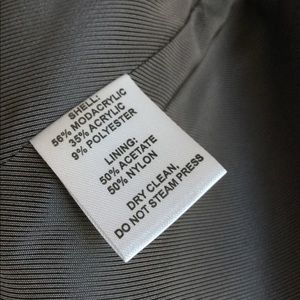 SHELL:
56% MODACRYLIC
35% ACRYLIC
9% POLYESTER
LINING:
50% ACETATE
50% NYLON
DRY CLEAN,
DO NOT STEAM PRESS